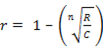 r = 1 − (ⁿ√(R/C))